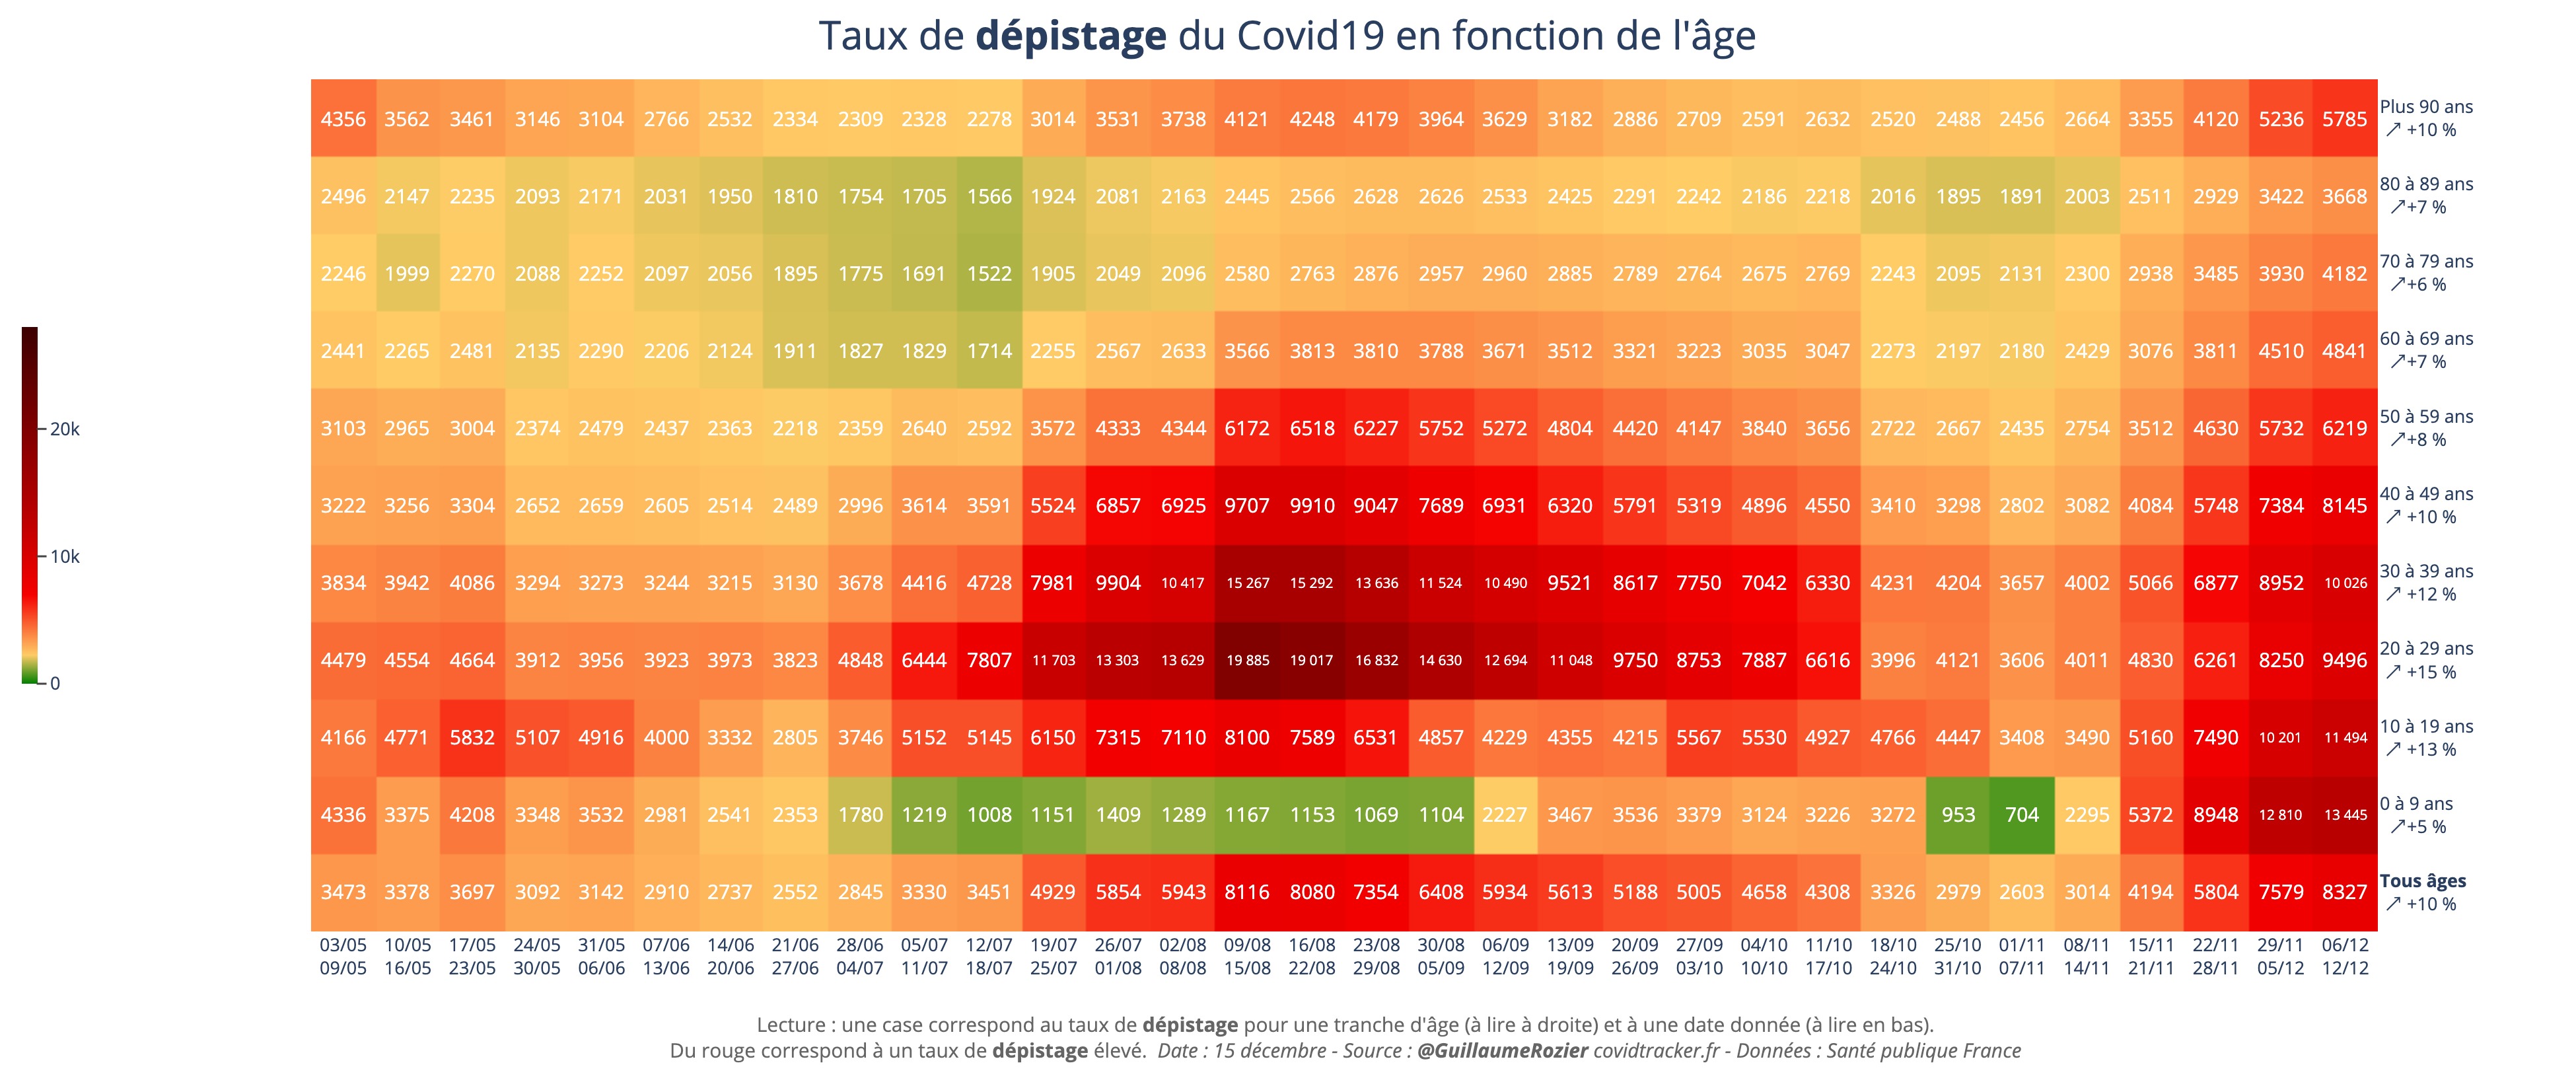 Taux de dépistage du Covid19 en fonction de l'âge
4356 3562 3461 3146 3104 2766 2532 2334 2309 2328 2278 3014 3531 3738 4121 4248 4179 3964 3629 3182 2886 2709 2591 2632 2520 2488 2456 2664 3355 4120 5236 5785 Plus 90 ans
↗ +10 %
2496 2147 2235 2093 2171 2031 1950 1810 1754 1705 1566 1924 2081 2163 2445 2566 2628 2626 2533 2425 2291 2242 2186 2218 2016 1895 1891 2003 2511 2929 3422 3668 80 à 89 ans
↗+7 %
2246 1999 2270 2088 2252 2097 2056 1895 1775 1691 1522 1905 2049 2096 2580 2763 2876 2957 2960 2885 2789 2764 2675 2769 2243 2095 2131 2300 2938 3485 3930 4182 70 à 79 ans
↗+6 %
2441 2265 2481 2135 2290 2206 2124 1911 1827 1829 1714 2255 2567 2633 3566 3813 3810 3788 3671 3512 3321 3223 3035 3047 2273 2197 2180 2429 3076 3811 4510 4841 60 à 69 ans
↗+7 %
20k
3103 2965 3004 2374 2479 2437 2363 2218 2359 2640 2592 3572 4333 4344 6172 6518 6227 5752 5272 4804 4420 4147 3840 3656 2722 2667 2435 2754 3512 4630 5732 6219 50 à 59 ans
↗+8 %
3222 3256 3304 2652 2659 2605 2514 2489 2996 3614 3591 5524 6857 6925 9707 9910 9047 7689 6931 6320 5791 5319 4896 4550 3410 3298 2802 3082 4084 5748 7384 8145 40 à 49 ans
↗ +10 %
10k
3834 3942 4086 3294 3273 3244 3215 3130 3678 4416 4728 7981 9904 10 417 15 267 15 292 13 636 11 524 10 490 9521 8617 7750 7042 6330 4231 4204 3657 4002 5066 6877 8952 10 026 30 à 39 ans
↗ +12 %
4479 4554 4664 3912 3956 3923 3973 3823 4848 6444 7807 11 703 13 303 13 629 19 885 19 017 16 832 14 630 12 694 11 048 9750 8753 7887 6616 3996 4121 3606 4011 4830 6261 8250 9496 20 à 29 ans
↗ +15 %
0
4166 4771 5832 5107 4916 4000 3332 2805 3746 5152 5145 6150 7315 7110 8100 7589 6531 4857 4229 4355 4215 5567 5530 4927 4766 4447 3408 3490 5160 7490 10 201 11 494 10 à 19 ans
↗ +13 %
4336 3375 4208 3348 3532 2981 2541 2353 1780 1219 1008 1151 1409 1289 1167 1153 1069 1104 2227 3467 3536 3379 3124 3226 3272 953 704 2295 5372 8948 12 810 13 445 0 à 9 ans
↗+5 %
3473 3378 3697 3092 3142 2910 2737 2552 2845 3330 3451 4929 5854 5943 8116 8080 7354 6408 5934 5613 5188 5005 4658 4308 3326 2979 2603 3014 4194 5804 7579 8327 Tous âges
↗ +10 %
03/05 10/05 17/05 24/05 31/05 07/06 14/06 21/06 28/06 05/07 12/07 19/07 26/07 02/08 09/08 16/08 23/08 30/08 06/09 13/09 20/09 27/09 04/10 11/10 18/10 25/10 01/11 08/11 15/11 22/11 29/11 06/12
09/05 16/05 23/05 30/05 06/06 13/06 20/06 27/06 04/07 11/07 18/07 25/07 01/08 08/08 15/08 22/08 29/08 05/09 12/09 19/09 26/09 03/10 10/10 17/10 24/10 31/10 07/11 14/11 21/11 28/11 05/12 12/12
Lecture : une case correspond au taux de dépistage pour une tranche d'âge (à lire à droite) et à une date donnée (à lire en bas).
Du rouge correspond à un taux de dépistage élevé. Date : 15 décembre - Source : @GuillaumeRozier covidtracker.fr - Données : Santé publique France